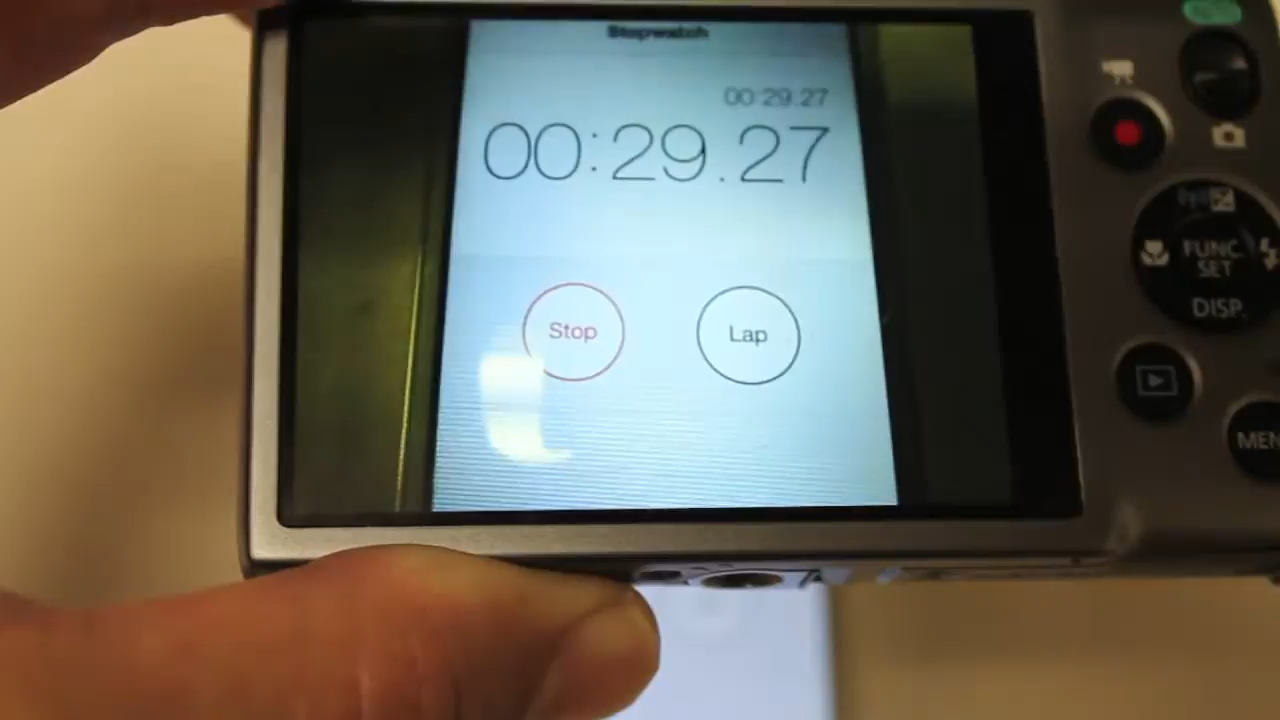 Stopwatch
00:29.27
00:29.27
Stop
Lap
FUNC.
SET
DISP.
MEN